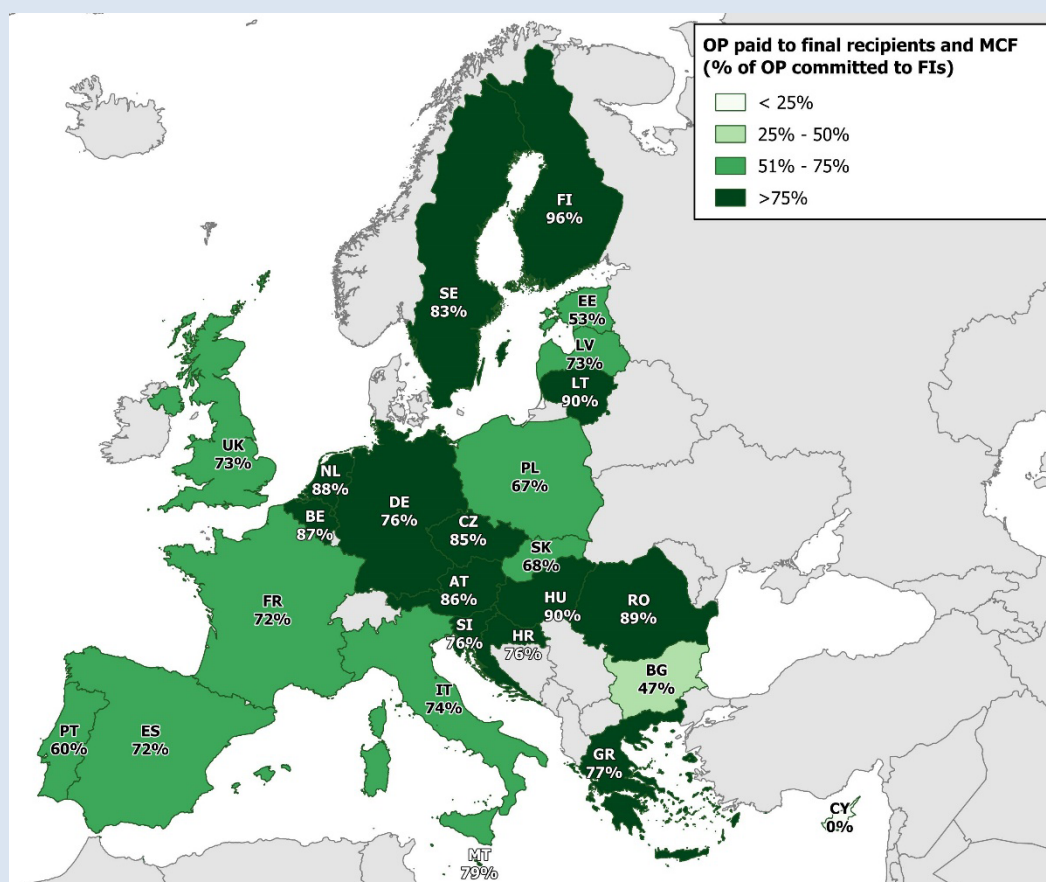 OP paid to final recipients and MCF
(% of OP committed to FIs)
< 25%
25% - 50%
51% - 75%
>75%
FI
96%
SE
83%
EE
53%
LV
73%
LT
90%
UK
73%
NL
88%
DE
76%
PL
67%
BE
87%
CZ
85%
SK
68%
FR
72%
AT
86%
HU
90%
RO
89%
SI
76%
HR
76%
BG
47%
IT
74%
PT
60%
ES
72%
GR
77%
CY
0%
MT
79%